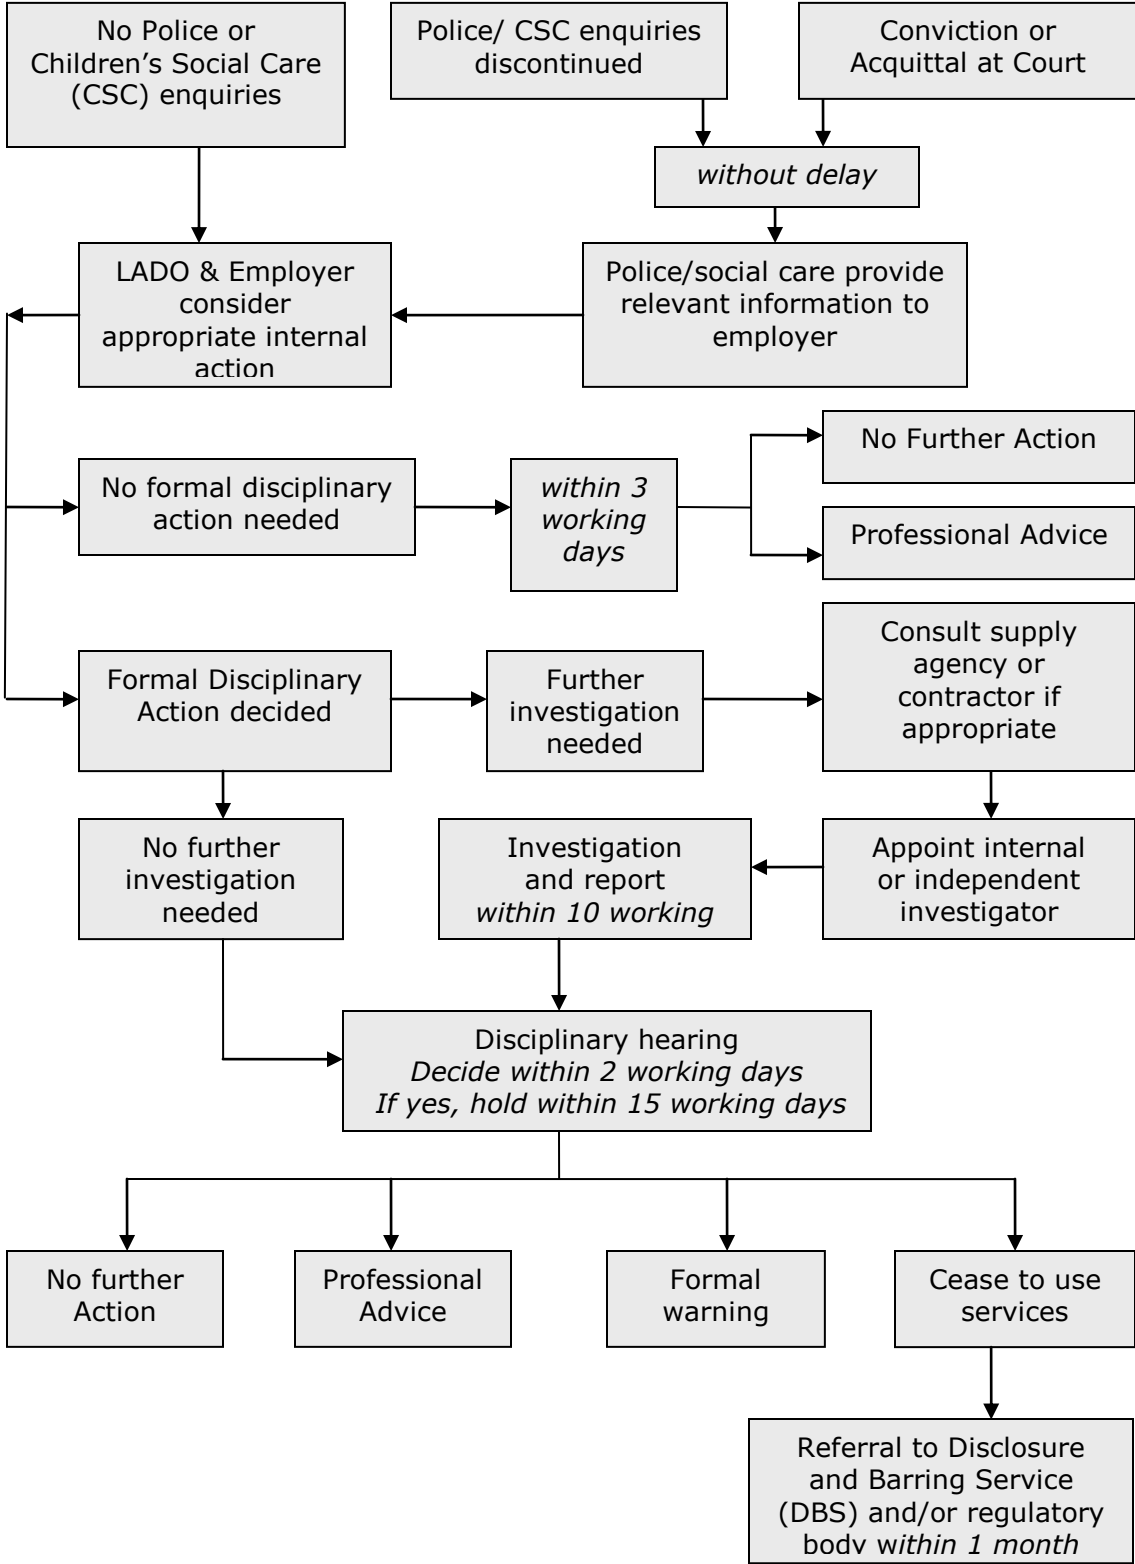 No Police or
Children’s Social Care
(CSC) enquiries
Police/ CSC enquiries
discontinued
Conviction or
Acquittal at Court
without delay
LADO & Employer
consider
appropriate internal
action
Police/social care provide
relevant information to
employer
No Further Action
No formal disciplinary
action needed
within 3
working
days
Professional Advice
Consult supply
agency or
contractor if
appropriate
Formal Disciplinary
Action decided
Further
investigation
needed
No further
investigation
needed
Investigation
and report
within 10 working
Appoint internal
or independent
investigator
Disciplinary hearing
Decide within 2 working days
If yes, hold within 15 working days
No further
Action
Professional
Advice
Formal
warning
Cease to use
services
Referral to Disclosure
and Barring Service
(DBS) and/or regulatory
body within 1 month